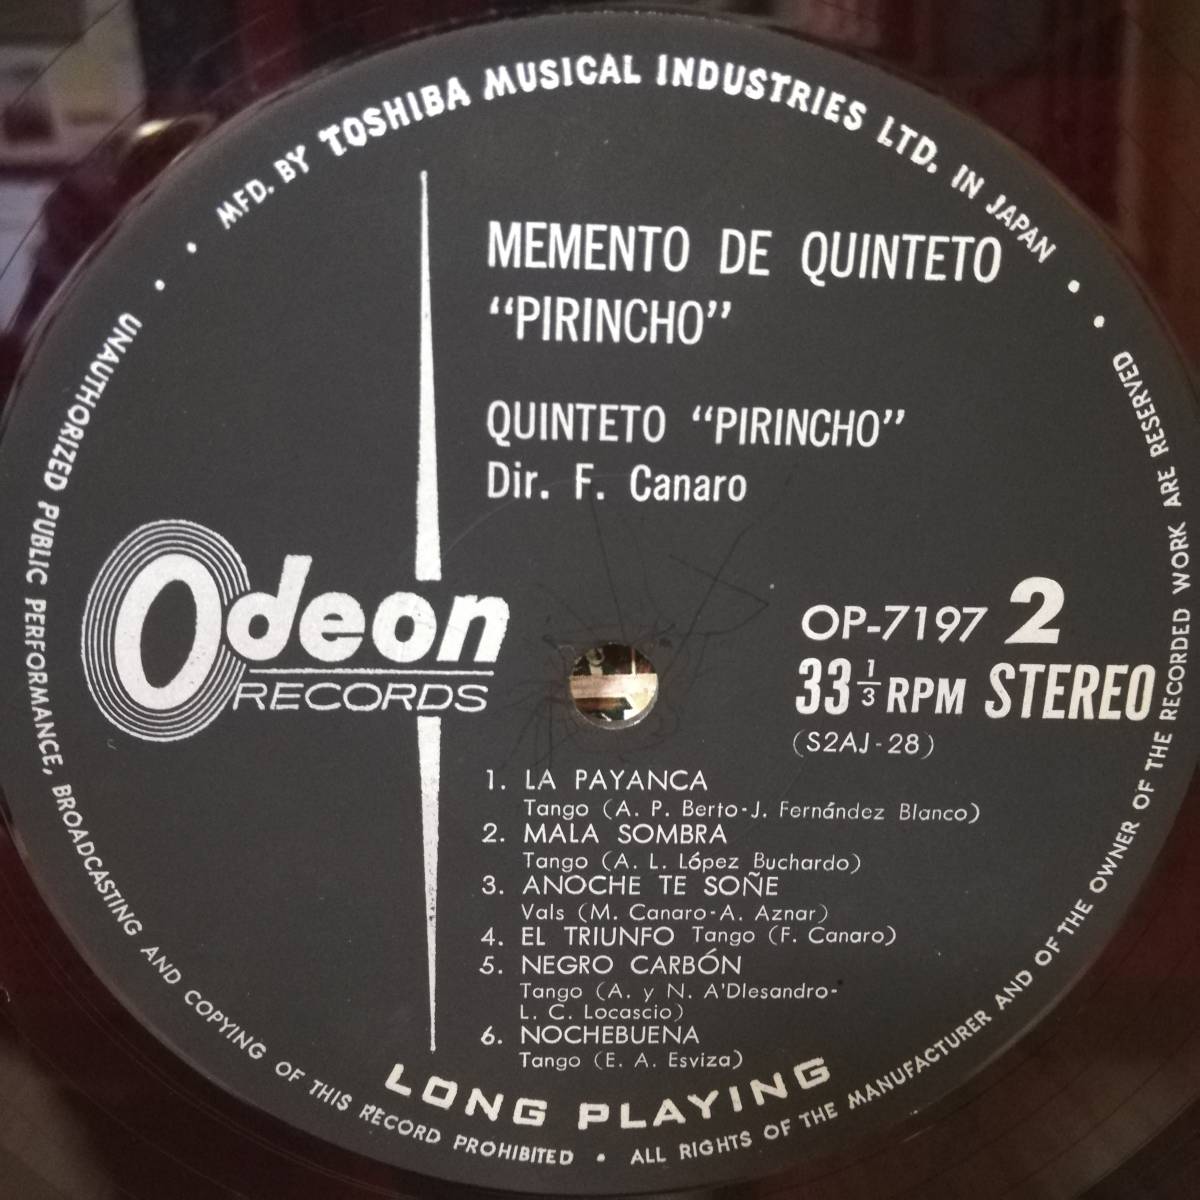 MFD. BY TOSHIBA MUSICAL INDUSTRIES LTD. IN JAPAN
MEMENTO DE QUINTETO
“PIRINCHO”
QUINTETO “PIRINCHO”
Dir. F. Canaro
Odeon
RECORDS
OP-7197 2
33 1/3 RPM STEREO
(S2AJ-28)
1. LA PAYANCA
Tango (A. P. Berto-J. Fernández Blanco)
2. MALA SOMBRA
Tango (A. L. López Buchardo)
3. ANOCHE TE SOÑE
Vals (M. Canaro-A. Aznar)
4. EL TRIUNFO Tango (F. Canaro)
5. NEGRO CARBÓN
Tango (A. y N. A'Dlesandro-
L. C. Locascio)
6. NOCHEBUENA
Tango (E. A. Esviza)
LONG PLAYING
UNAUTHORIZED PUBLIC PERFORMANCE, BROADCASTING AND COPYING OF THIS RECORD PROHIBITED • ALL RIGHTS OF THE MANUFACTURER AND OF THE OWNER OF THE RECORDED WORK ARE RESERVED